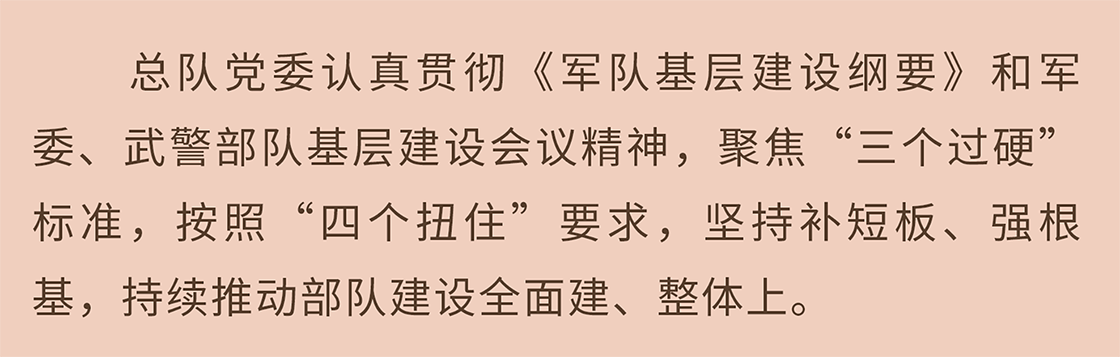 总队党委认真贯彻《军队基层建设纲要》和军
委、武警部队基层建设会议精神，聚焦“三个过硬”
标准，按照“四个扭住”要求，坚持补短板、强根
基，持续推动部队建设全面建、整体上。